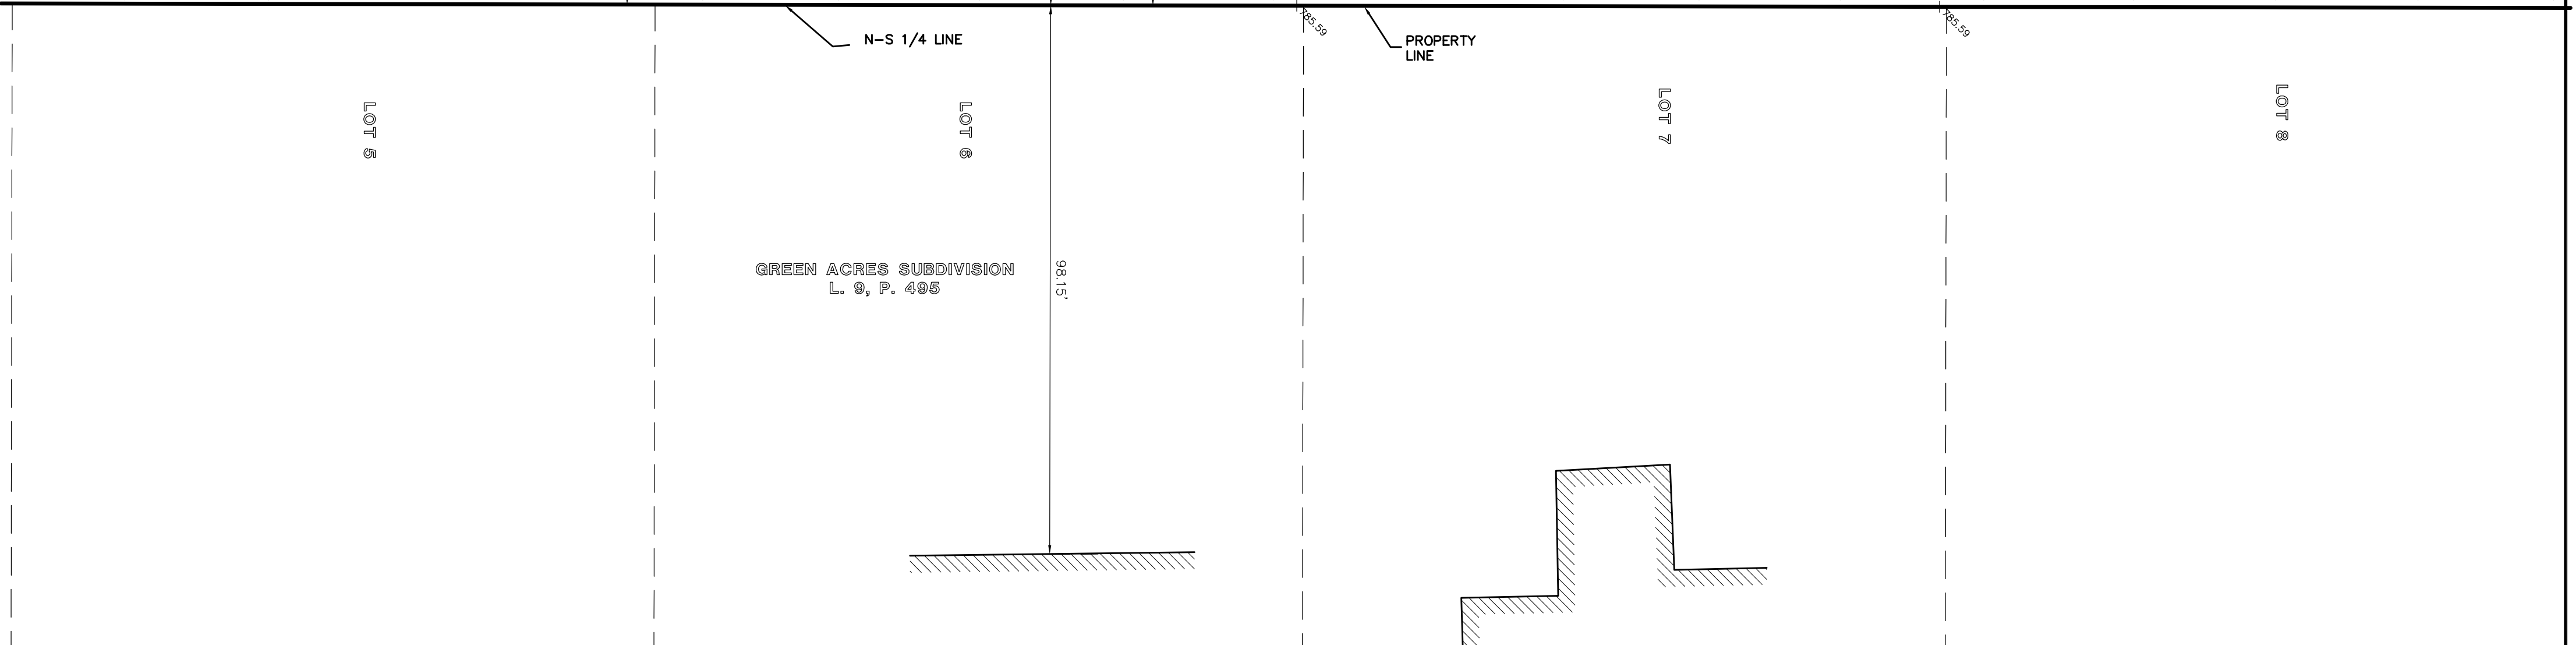 N-S 1/4 LINE
785.59
PROPERTY
LINE
785.59
LOT 5
LOT 6
LOT 7
LOT 8
GREEN ACRES SUBDIVISION
L. 9, P. 495
98.15'